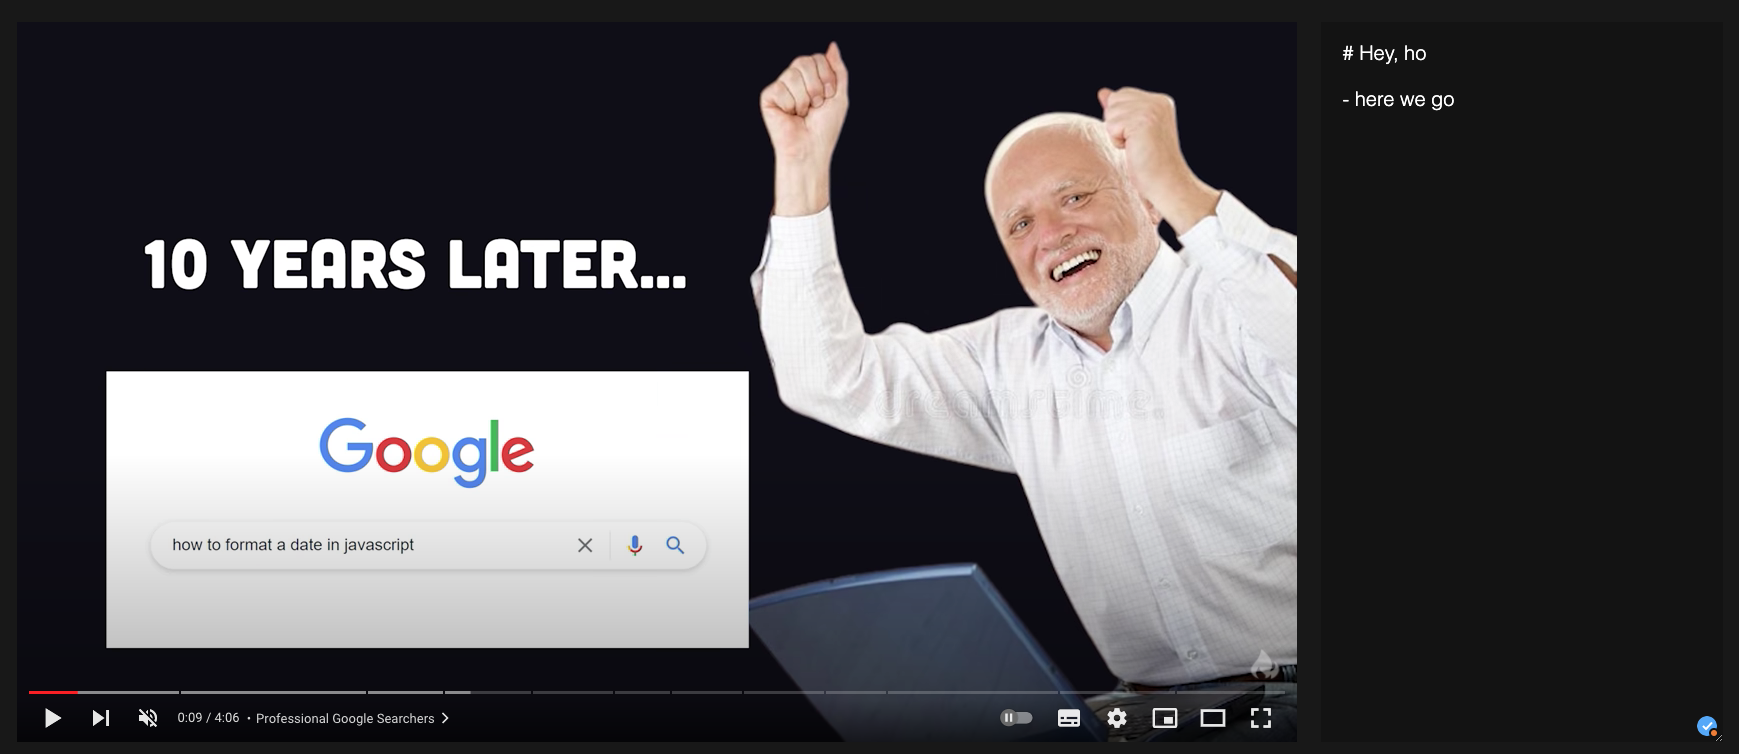 10 YEARS LATER...
Google
how to format a date in javascript
dreamstime.
0:09 / 4:06 • Professional Google Searchers
# Hey, ho
- here we go